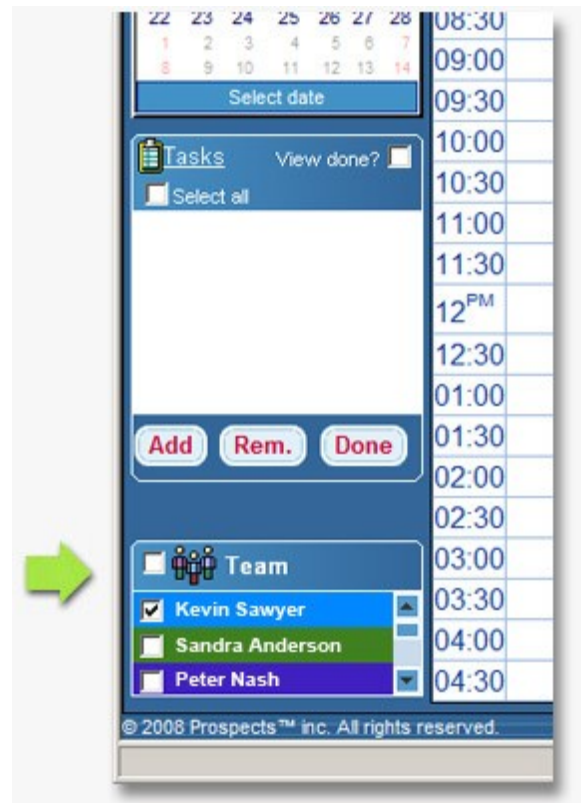 22 23 24 25 26 27 28
1 2 3 4 5 6 7
8 9 10 11 12 13 14
Select date
Tasks View done?
Select all
Add Rem. Done
Team
Kevin Sawyer
Sandra Anderson
Peter Nash
08:30
09:00
09:30
10:00
10:30
11:00
11:30
12PM
12:30
01:00
01:30
02:00
02:30
03:00
03:30
04:00
04:30
© 2008 Prospects™ inc. All rights reserved.